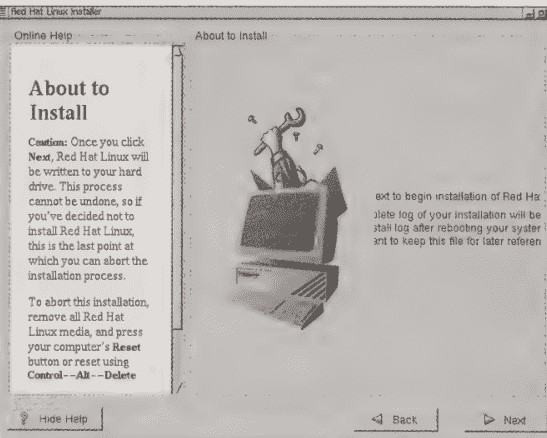 Red Hat Linux Installer
Online Help
About to Install
About to
Install
Caution: Once you click
Next, Red Hat Linux will
be written to your hard
drive. This process
cannot be undone, so if
you've decided not to
install Red Hat Linux,
this is the last point at
which you can abort the
installation process.
To abort this installation,
remove all Red Hat
Linux media, and press
your computer's Reset
button or reset using
Control--Alt--Delete
ext to begin installation of Red Ha
plete log of your installation will be
stall log after rebooting your syster
ant to keep this file for later referen
Hide Help
Back
Next